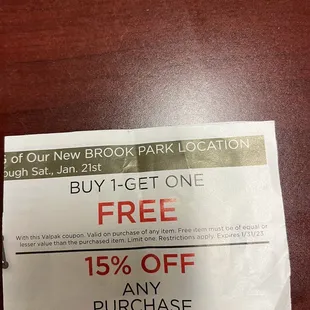 G of Our New BROOK PARK LOCATION
ough Sat., Jan. 21st
BUY 1-GET ONE
FREE
With this Valpak coupon. Valid on purchase of any item. Free item must be of equal or
lesser value than the purchased item. Limit one. Restrictions apply. Expires 1/31/23
15% OFF
ANY
PURCHASE